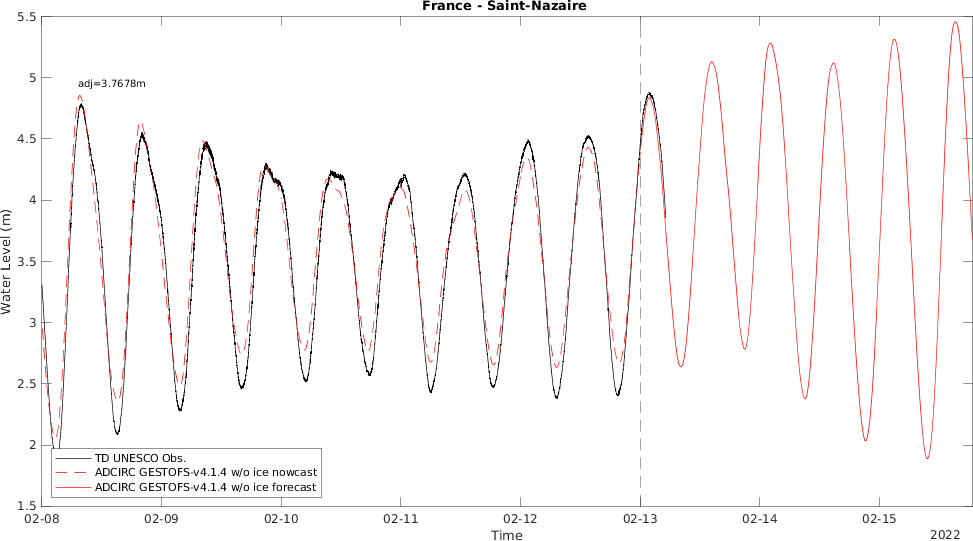 France - Saint-Nazaire
adj=3.7678m
Water Level (m)
5.5
5
4.5
4
3.5
3
2.5
2
1.5
TD UNESCO Obs.
ADCIRC GESTOFS-v4.1.4 w/o ice nowcast
ADCIRC GESTOFS-v4.1.4 w/o ice forecast
02-08 02-09 02-10 02-11 02-12 02-13 02-14 02-15
Time
2022